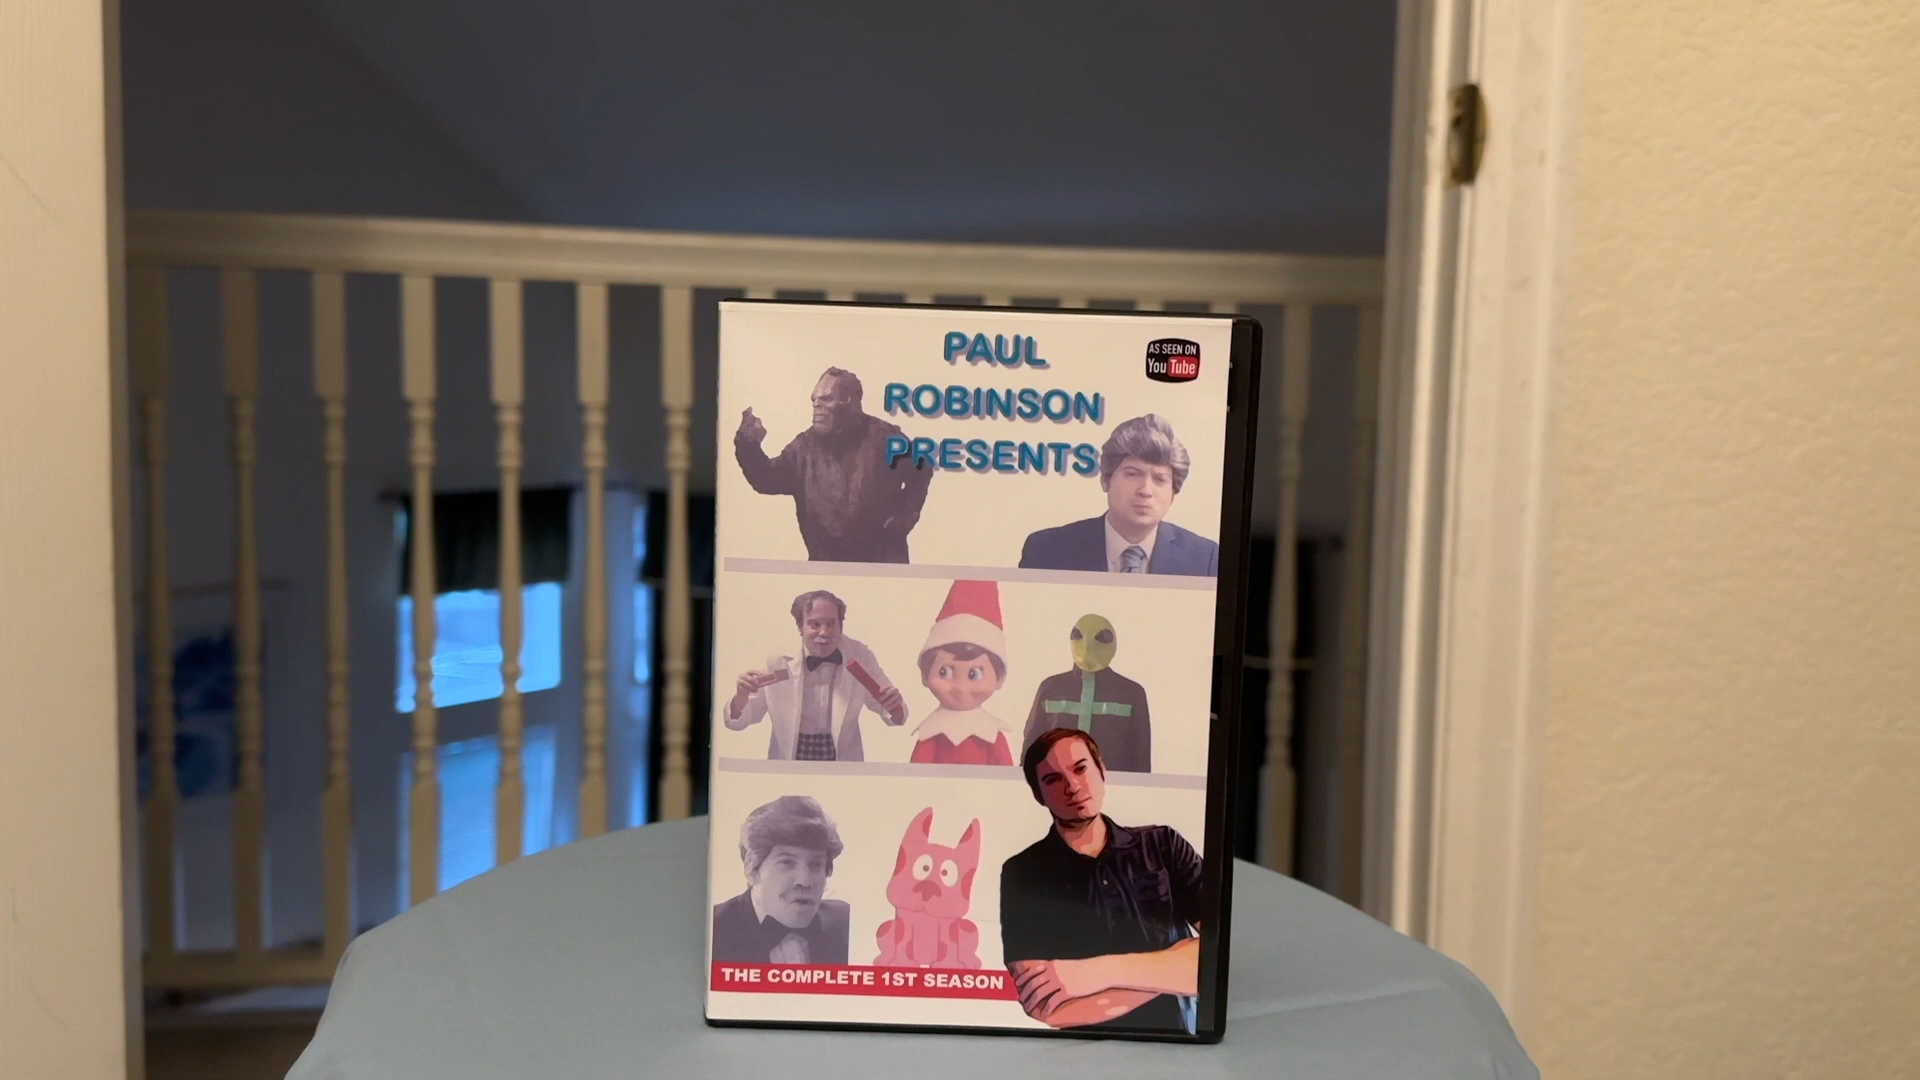 PAUL
ROBINSON
PRESENTS
AS SEEN ON
YouTube
THE COMPLETE 1ST SEASON